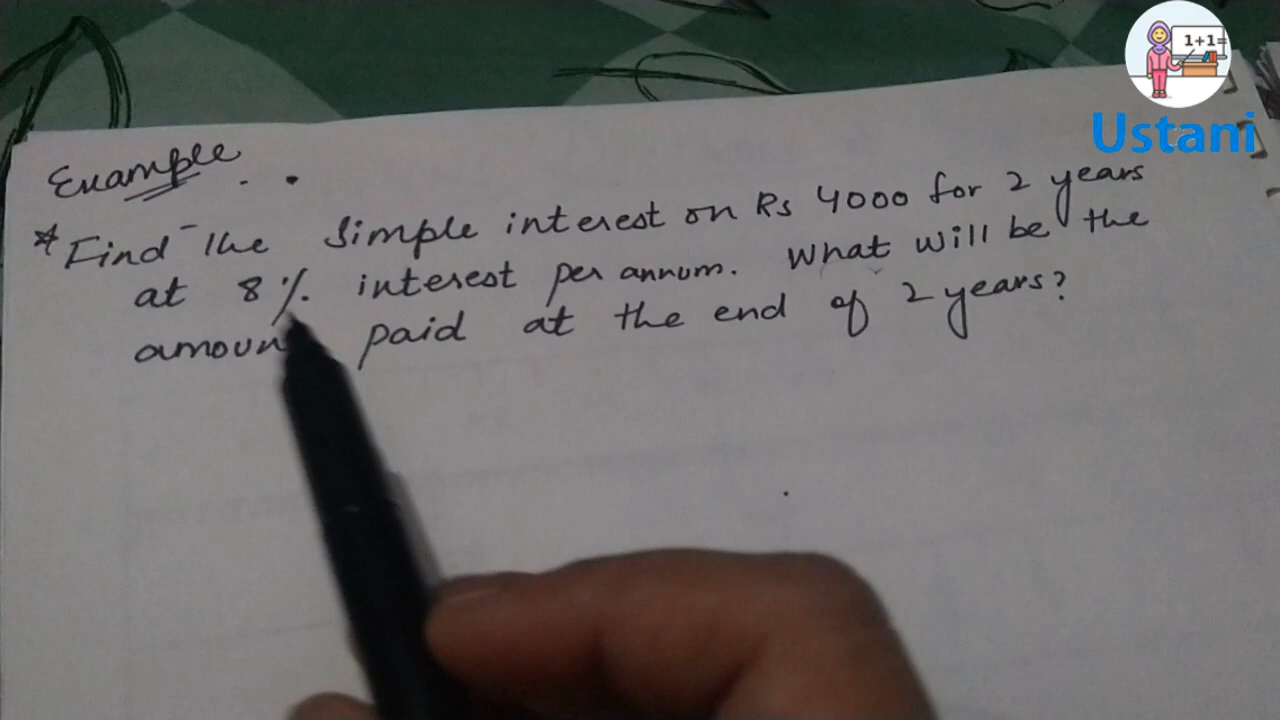 1+1=
Ustani
Example
* Find the Simple interest on Rs 4000 for 2 years
at 8% interest per annum. What will be the
amount paid at the end of 2 years?